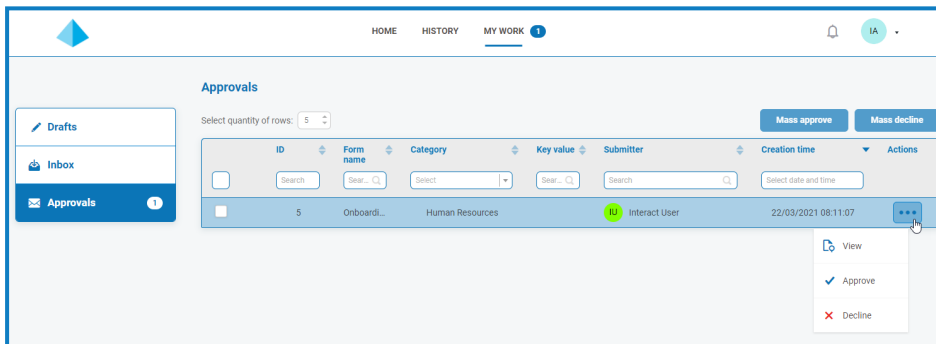 HOME HISTORY MY WORK 1 IA
Approvals
Select quantity of rows: 5 Mass approve Mass decline
Drafts
Inbox
Approvals 1
ID Form name Category Key value Submitter Creation time Actions
Search Sear... Select Sear... Search Select date and time
5 Onboardi... Human Resources IU Interact User 22/03/2021 08:11:07
View
Approve
Decline